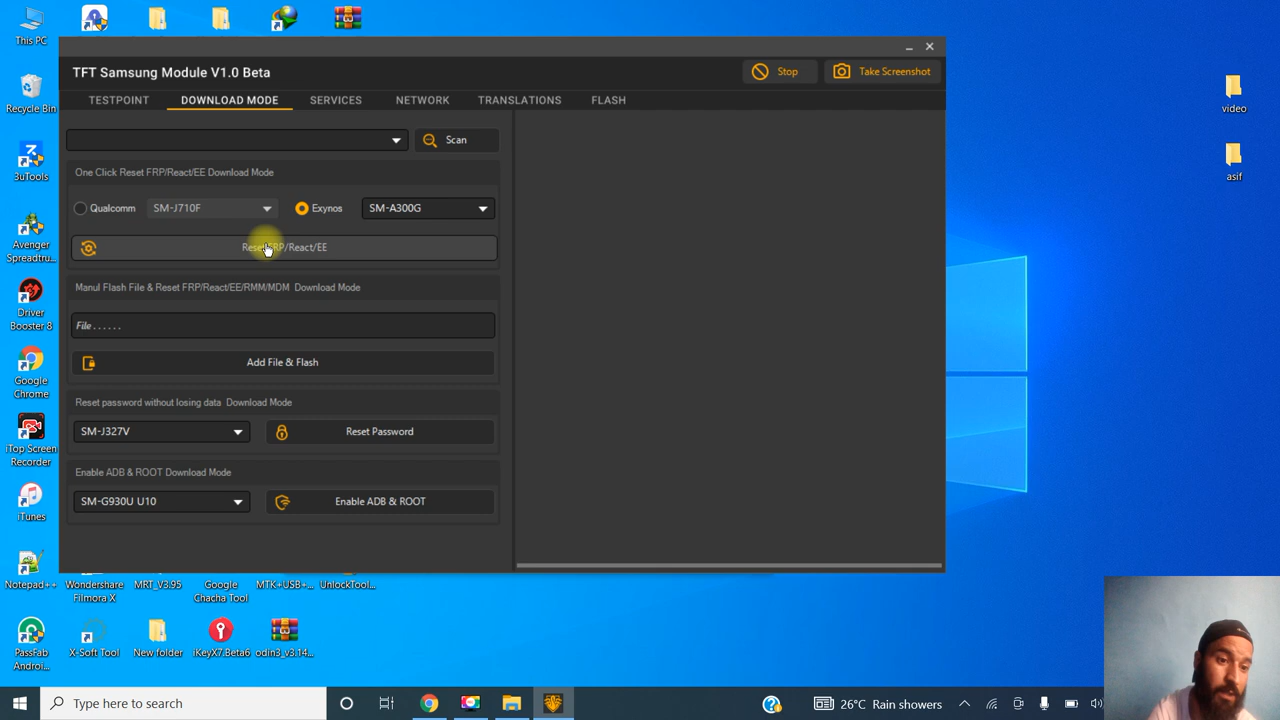 This PC
Recycle Bin
3uTools
Avenger
Spreadtru...
Driver
Booster 8
Google
Chrome
iTop Screen
Recorder
iTunes
Notepad++
Wondershare
Filmora X
MRT_V3.95
Google
Chacha Tool
MTK+USB+...
UnlockTool...
PassFab
Androi...
X-Soft Tool
New folder
iKeyX7.Beta6
odin3_v3.14...
video
asif
TFT Samsung Module V1.0 Beta
Stop
Take Screenshot
TESTPOINT DOWNLOAD MODE SERVICES NETWORK TRANSLATIONS FLASH
Scan
One Click Reset FRP/React/EE Download Mode
Qualcomm SM-J710F Exynos SM-A300G
Reset FRP/React/EE
Manul Flash File & Reset FRP/React/EE/RMM/MDM Download Mode
File . . . . . .
Add File & Flash
Reset password without losing data Download Mode
SM-J327V Reset Password
Enable ADB & ROOT Download Mode
SM-G930U U10 Enable ADB & ROOT
Type here to search
26°C Rain showers